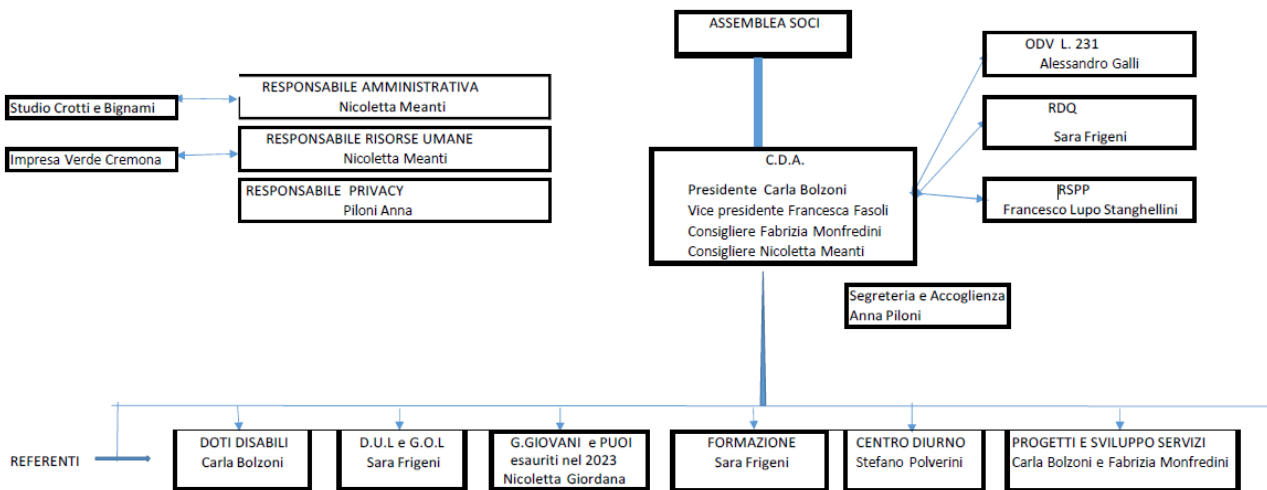 ASSEMBLEA SOCI
ODV L. 231
Alessandro Galli
RESPONSABILE AMMINISTRATIVA
Nicoletta Meanti
Studio Crotti e Bignami
RDQ
Sara Frigeni
RESPONSABILE RISORSE UMANE
Nicoletta Meanti
Impresa Verde Cremona
C.D.A.
Presidente Carla Bolzoni
Vice presidente Francesca Fasoli
Consigliere Fabrizia Monfredini
Consigliere Nicoletta Meanti
RESPONSABILE PRIVACY
Piloni Anna
RSPP
Francesco Lupo Stanghellini
Segreteria e Accoglienza
Anna Piloni
REFERENTI
DOTI DISABILI
Carla Bolzoni
D.U.L e G.O.L
Sara Frigeni
G.GIOVANI e PUOI
esauriti nel 2023
Nicoletta Giordana
FORMAZIONE
Sara Frigeni
CENTRO DIURNO
Stefano Polverini
PROGETTI E SVILUPPO SERVIZI
Carla Bolzoni e Fabrizia Monfredini